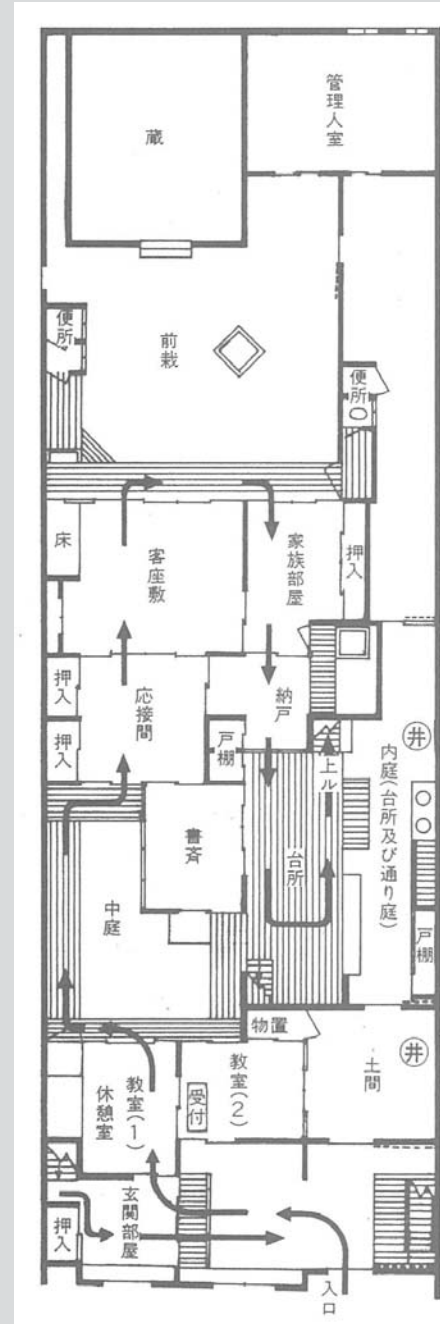 蔵
管理人室
便所
前栽
便所
床
客座敷
家族部屋
押入
押入
応接間
納戸
押入
戸棚
上ル
井
内庭(台所及び通り庭)
書斉
台所
中庭
戸棚
物置
井
教室(1)
休憩室
受付
教室(2)
土間
玄関部屋
押入
入口